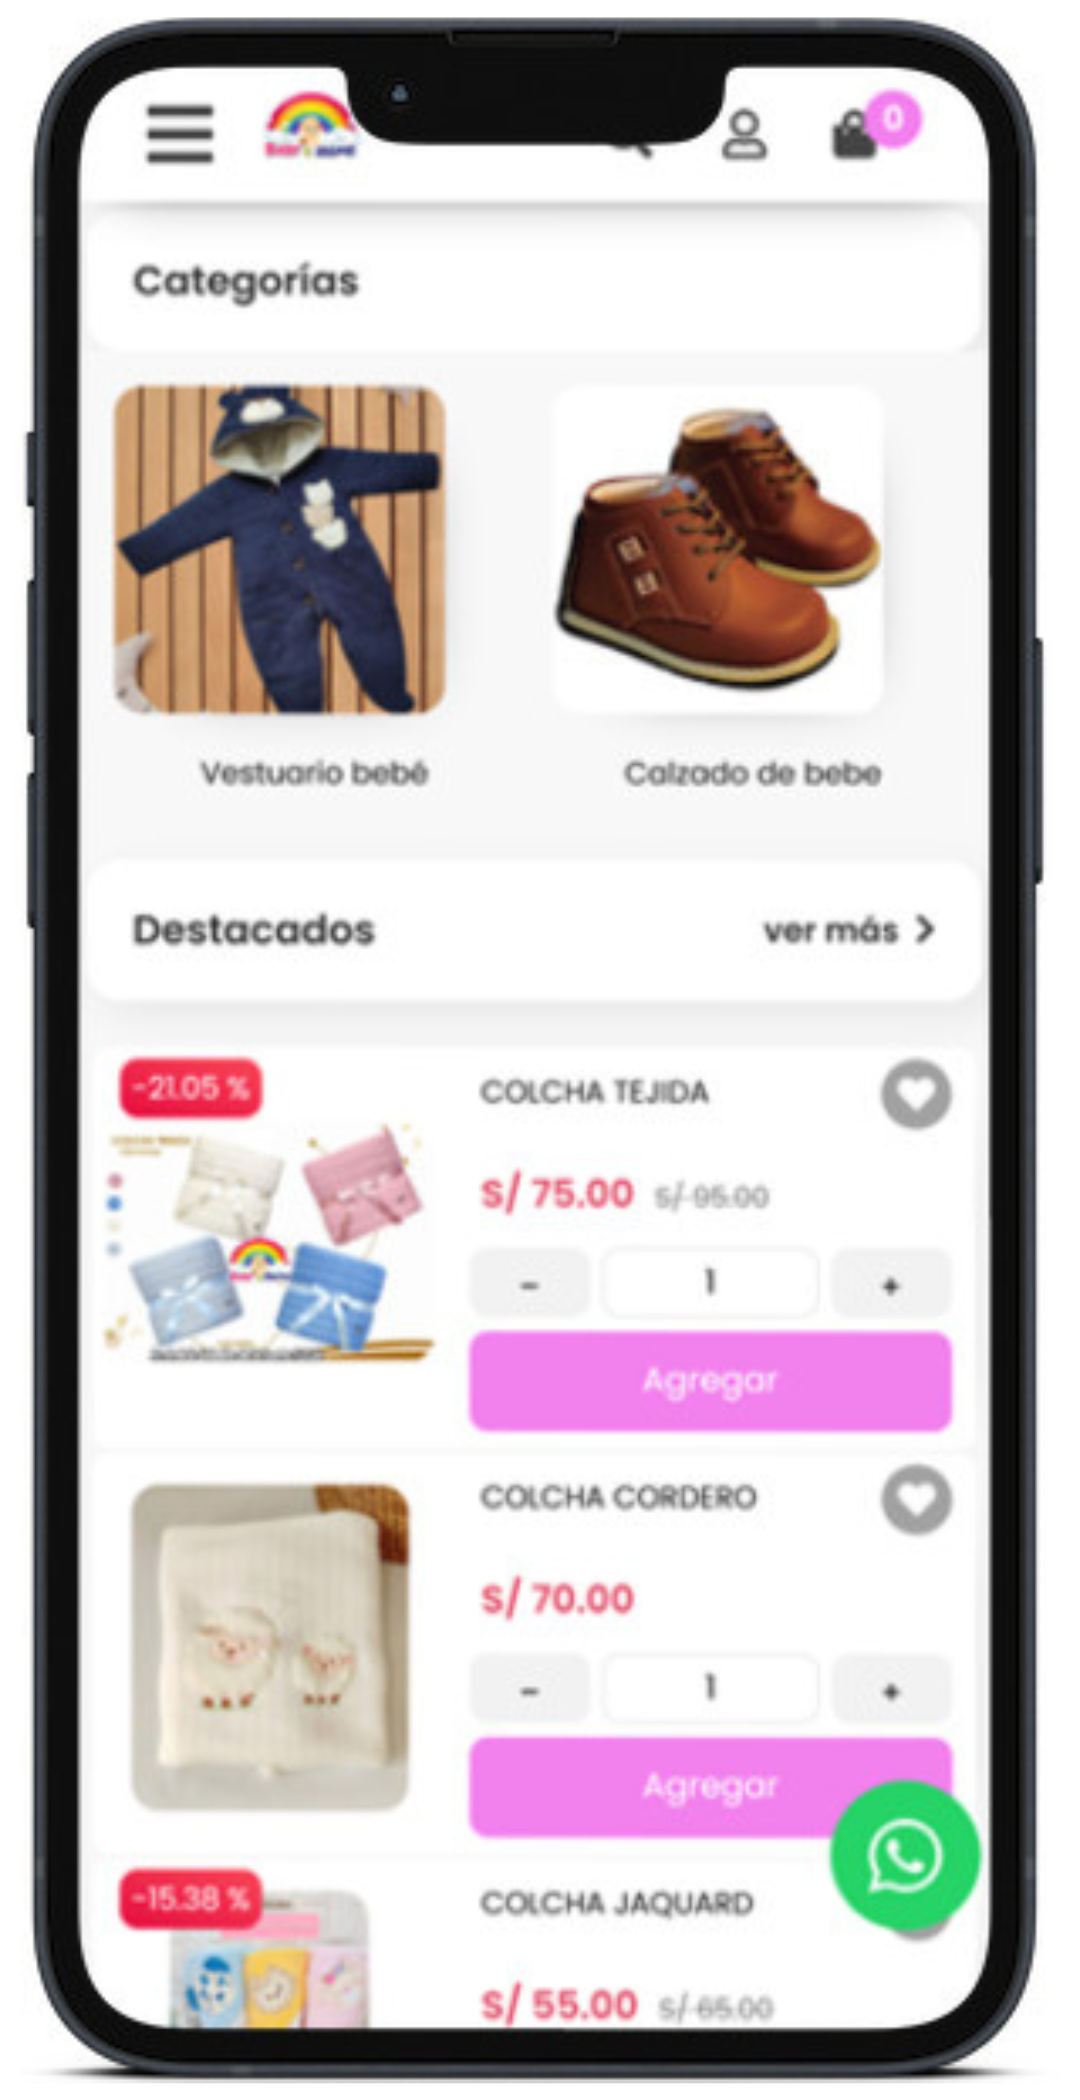 0
Categorías
Vestuario bebé
Calzado de bebe
Destacados
ver más
-21.05 %
COLCHA TEJIDA
S/ 75.00 S/ 95.00
- 1 +
Agregar
COLCHA CORDERO
S/ 70.00
- 1 +
Agregar
-15.38 %
COLCHA JAQUARD
S/ 55.00 S/ 65.00